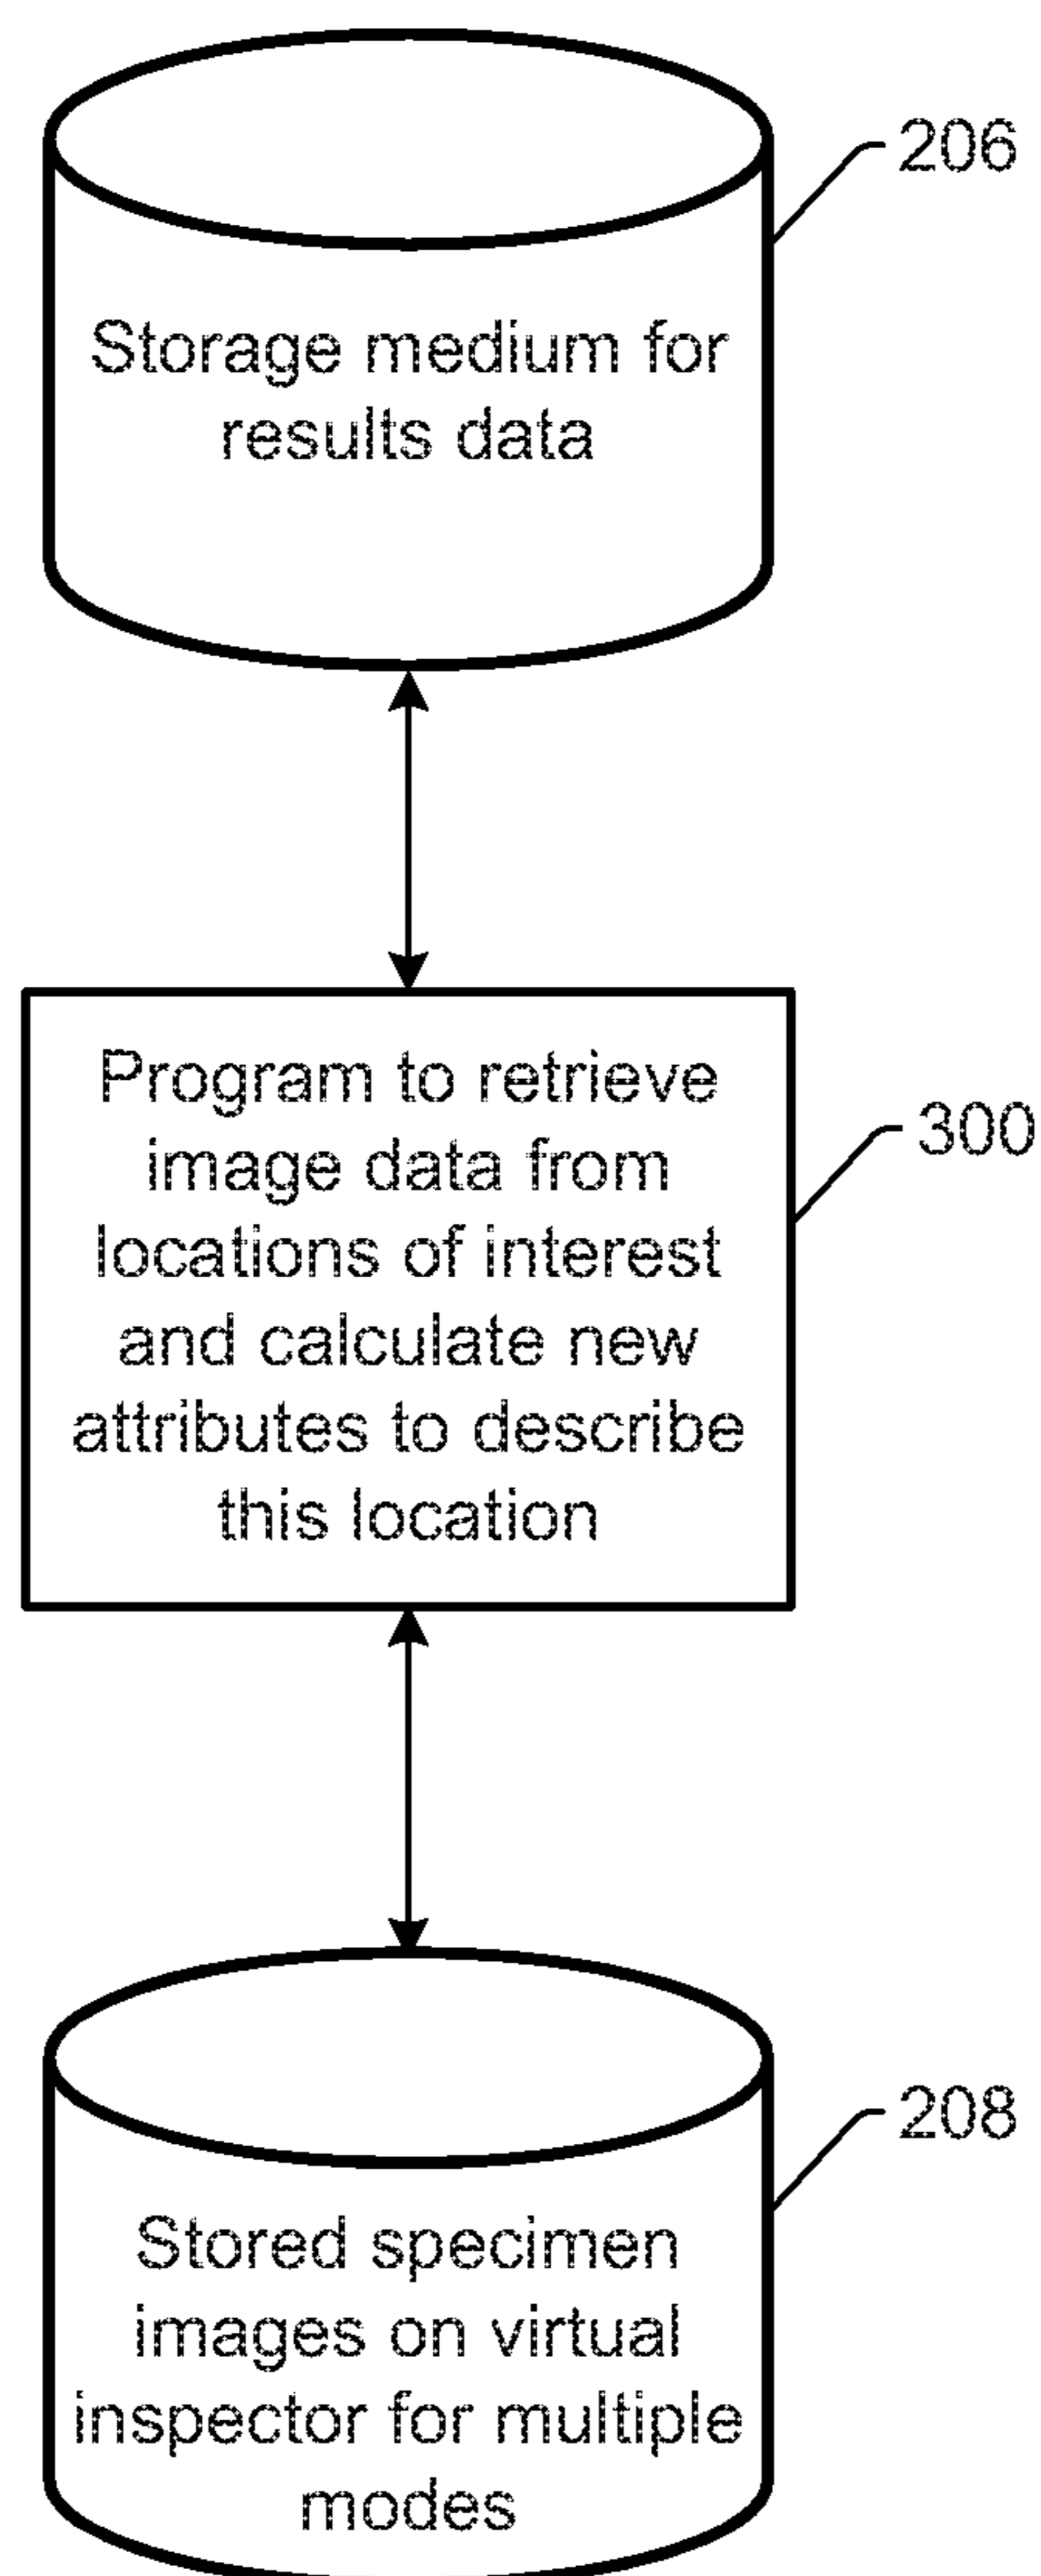 206
Storage medium for
results data
Program to retrieve
image data from
locations of interest
and calculate new
attributes to describe
this location
300
208
Stored specimen
images on virtual
inspector for multiple
modes